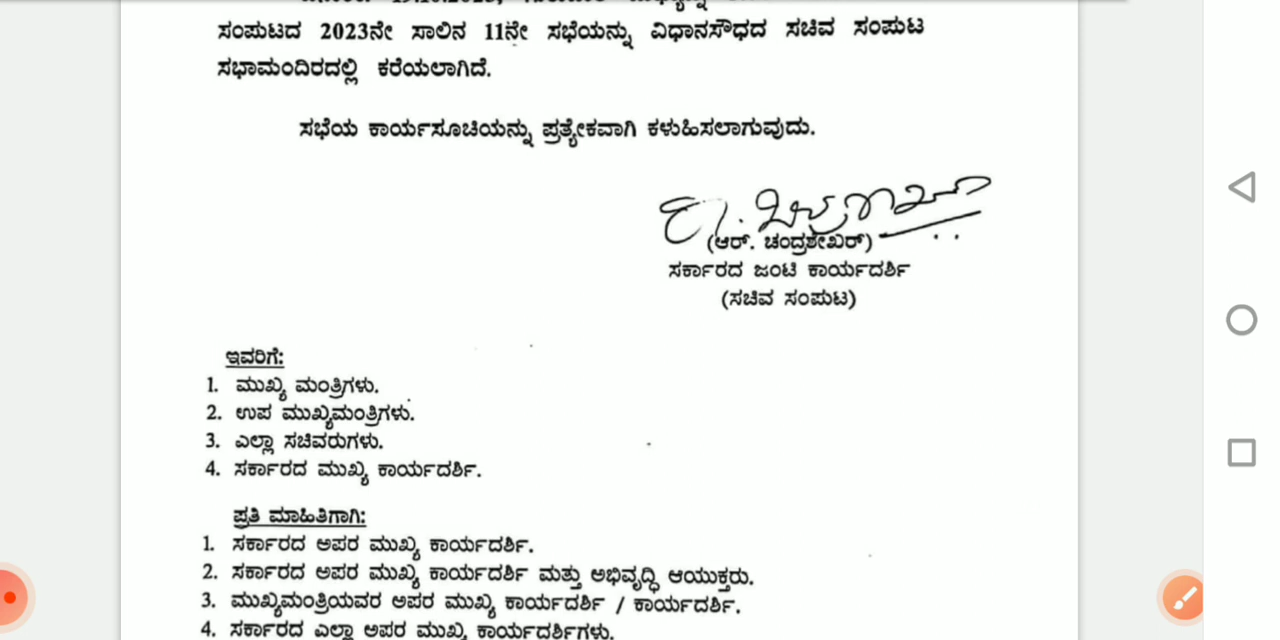 ಸಂಪುಟದ 2023ನೇ ಸಾಲಿನ 11ನೇ ಸಭೆಯನ್ನು ವಿಧಾನಸೌಧದ ಸಚಿವ ಸಂಪುಟ
ಸಭಾಮಂದಿರದಲ್ಲಿ ಕರೆಯಲಾಗಿದೆ.
ಸಭೆಯ ಕಾರ್ಯಸೂಚಿಯನ್ನು ಪ್ರತ್ಯೇಕವಾಗಿ ಕಳುಹಿಸಲಾಗುವುದು.
(ಆರ್. ಚಂದ್ರಶೇಖರ್)
ಸರ್ಕಾರದ ಜಂಟಿ ಕಾರ್ಯದರ್ಶಿ
(ಸಚಿವ ಸಂಪುಟ)
ಇವರಿಗೆ:
1. ಮುಖ್ಯ ಮಂತ್ರಿಗಳು.
2. ಉಪ ಮುಖ್ಯಮಂತ್ರಿಗಳು.
3. ಎಲ್ಲಾ ಸಚಿವರುಗಳು.
4. ಸರ್ಕಾರದ ಮುಖ್ಯ ಕಾರ್ಯದರ್ಶಿ.
ಪ್ರತಿ ಮಾಹಿತಿಗಾಗಿ:
1. ಸರ್ಕಾರದ ಅಪರ ಮುಖ್ಯ ಕಾರ್ಯದರ್ಶಿ.
2. ಸರ್ಕಾರದ ಅಪರ ಮುಖ್ಯ ಕಾರ್ಯದರ್ಶಿ ಮತ್ತು ಅಭಿವೃದ್ಧಿ ಆಯುಕ್ತರು.
3. ಮುಖ್ಯಮಂತ್ರಿಯವರ ಅಪರ ಮುಖ್ಯ ಕಾರ್ಯದರ್ಶಿ / ಕಾರ್ಯದರ್ಶಿ.
4. ಸರ್ಕಾರದ ಎಲ್ಲಾ ಅಪರ ಮುಖ್ಯ ಕಾರ್ಯದರ್ಶಿಗಳು.